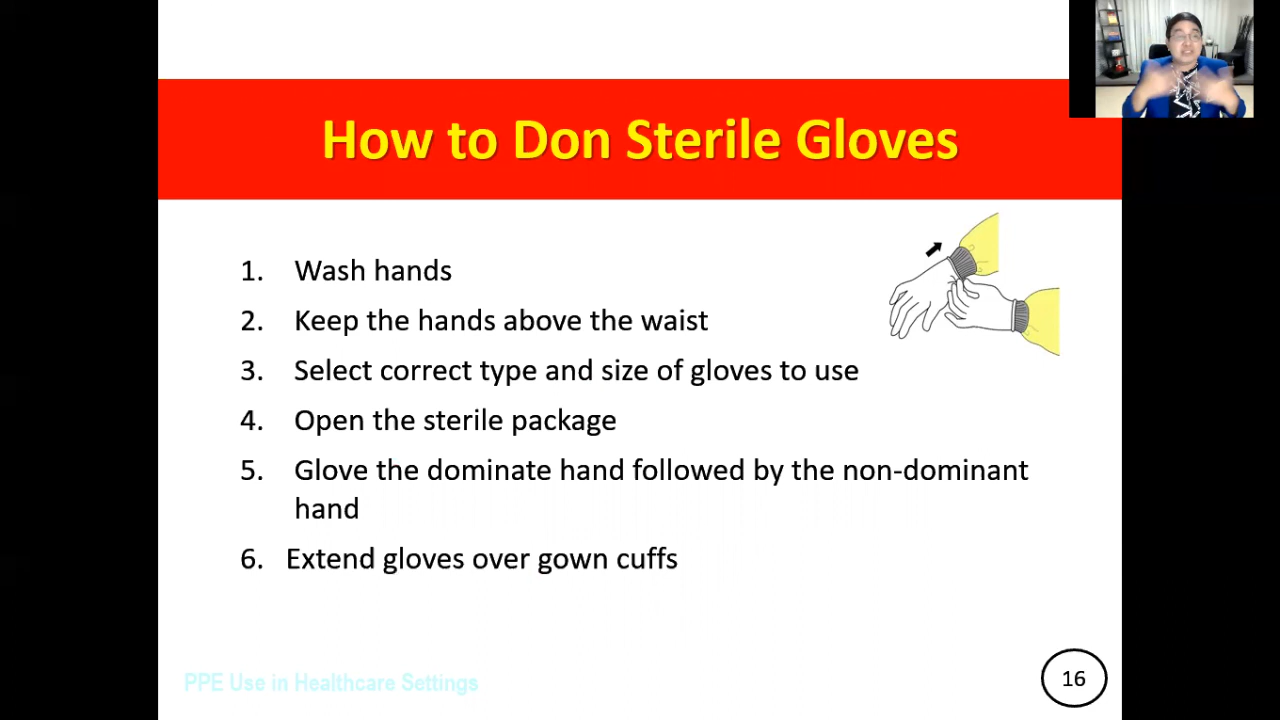 How to Don Sterile Gloves
1. Wash hands
2. Keep the hands above the waist
3. Select correct type and size of gloves to use
4. Open the sterile package
5. Glove the dominate hand followed by the non-dominant
hand
6. Extend gloves over gown cuffs
PPE Use in Healthcare Settings
16